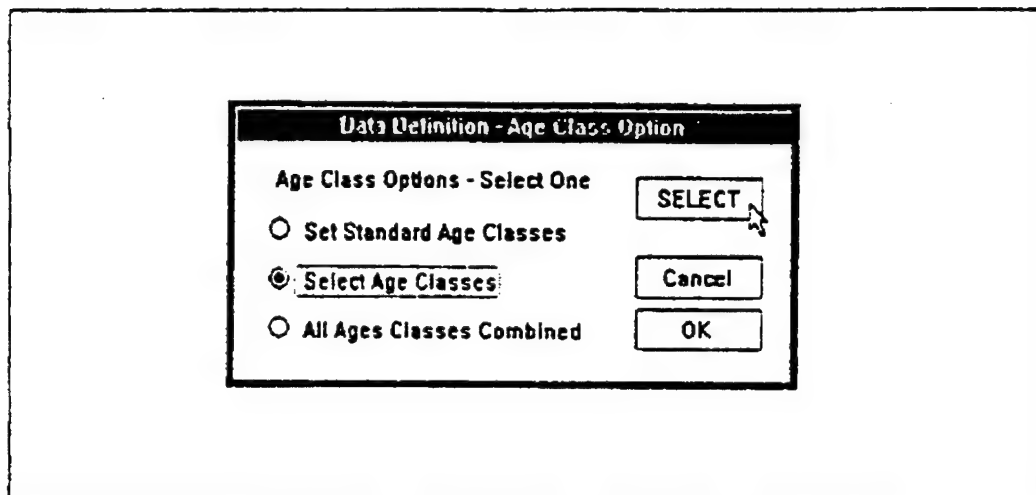 Data Definition - Age Class Option
Age Class Options - Select One
SELECT
Set Standard Age Classes
Select Age Classes
Cancel
All Ages Classes Combined
OK